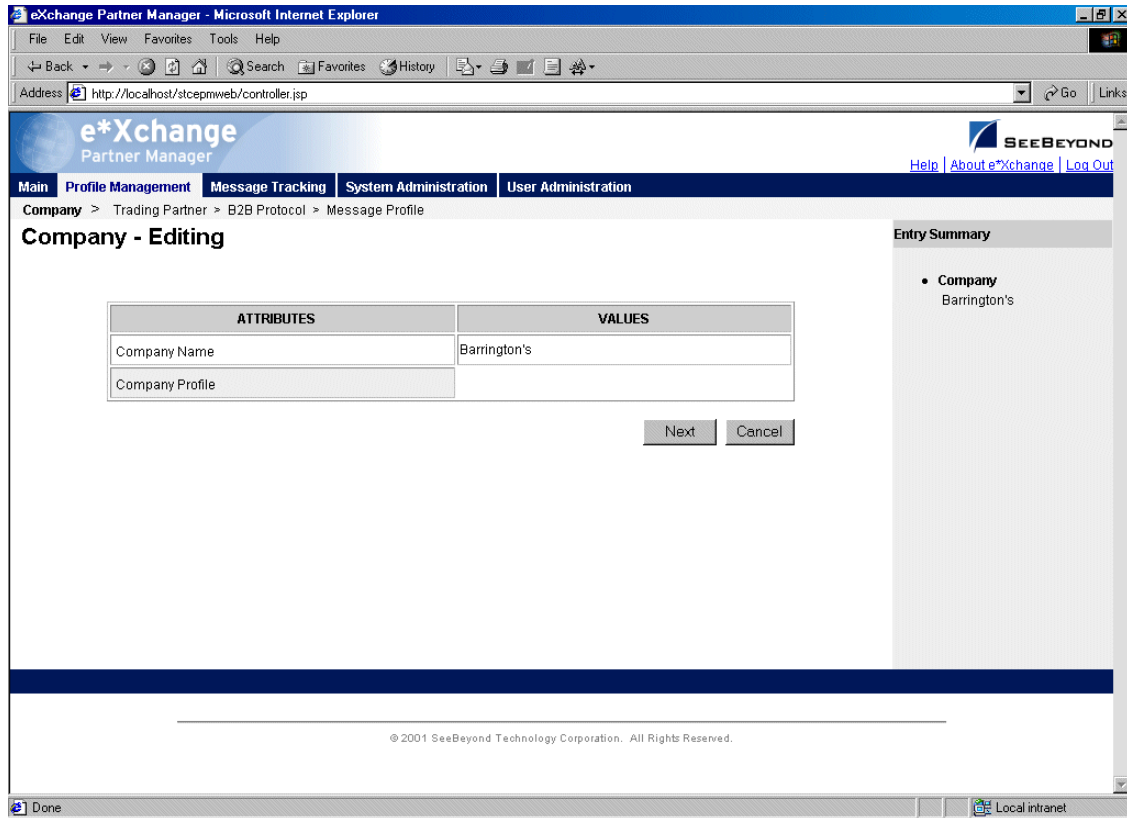 eXchange Partner Manager - Microsoft Internet Explorer
File Edit View Favorites Tools Help
Back Search Favorites History
Address http://localhost/stcepmweb/controller.jsp Go Links
e*Xchange
Partner Manager
SEEBEYOND
Help | About e*Xchange | Log Out
Main Profile Management Message Tracking System Administration User Administration
Company > Trading Partner > B2B Protocol > Message Profile
Company - Editing
Entry Summary
• Company
Barrington's
ATTRIBUTES VALUES
Company Name Barrington's
Company Profile
Next Cancel
© 2001 SeeBeyond Technology Corporation. All Rights Reserved.
Done Local intranet